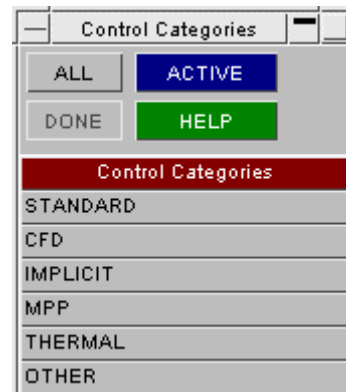 Control Categories
ALL ACTIVE
DONE HELP
Control Categories
STANDARD
CFD
IMPLICIT
MPP
THERMAL
OTHER